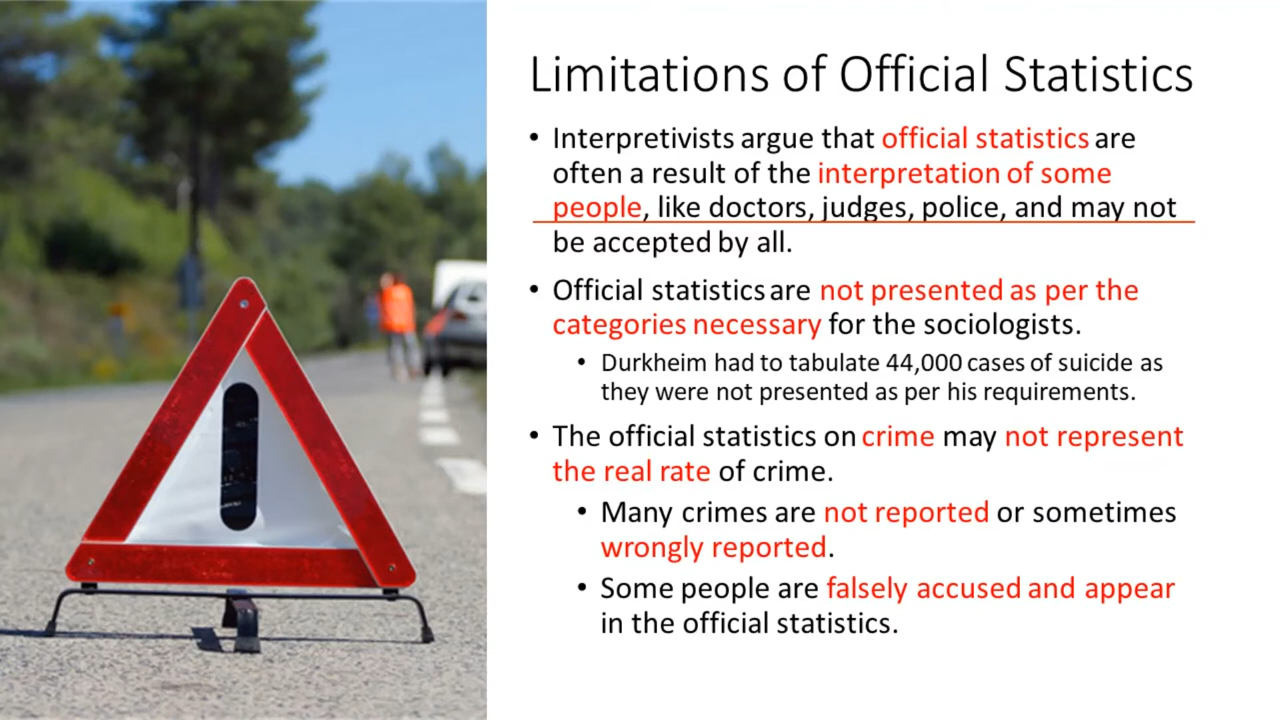 Limitations of Official Statistics
• Interpretivists argue that official statistics are
often a result of the interpretation of some
people, like doctors, judges, police, and may not
be accepted by all.
• Official statistics are not presented as per the
categories necessary for the sociologists.
• Durkheim had to tabulate 44,000 cases of suicide as
they were not presented as per his requirements.
• The official statistics on crime may not represent
the real rate of crime.
• Many crimes are not reported or sometimes
wrongly reported.
• Some people are falsely accused and appear
in the official statistics.